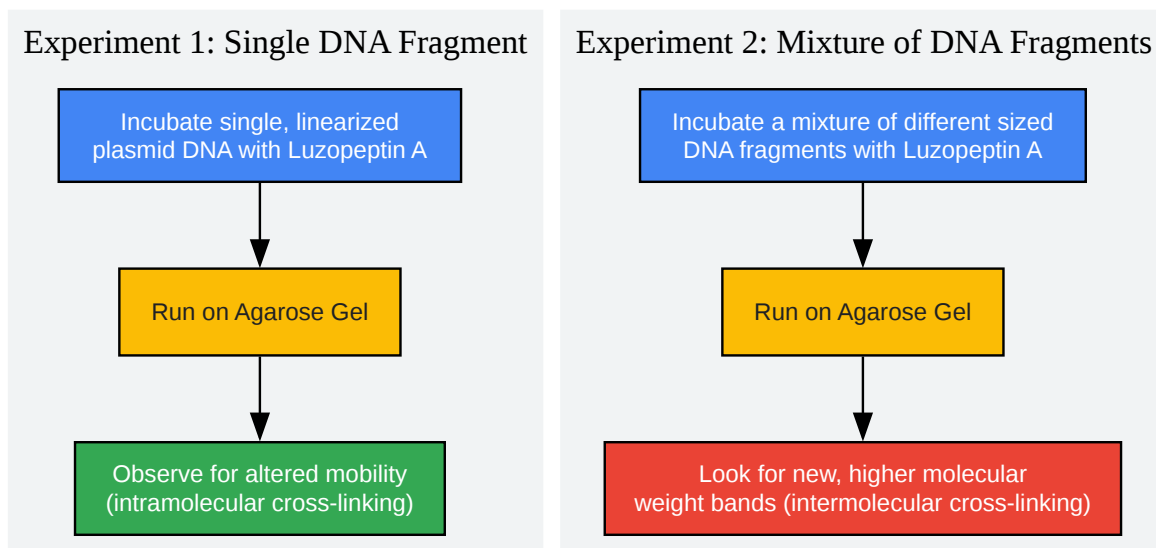 Experiment 1: Single DNA Fragment
Incubate single, linearized
plasmid DNA with Luzopeptin A
Run on Agarose Gel
Observe for altered mobility
(intramolecular cross-linking)
Experiment 2: Mixture of DNA Fragments
Incubate a mixture of different sized
DNA fragments with Luzopeptin A
Run on Agarose Gel
Look for new, higher molecular
weight bands (intermolecular cross-linking)